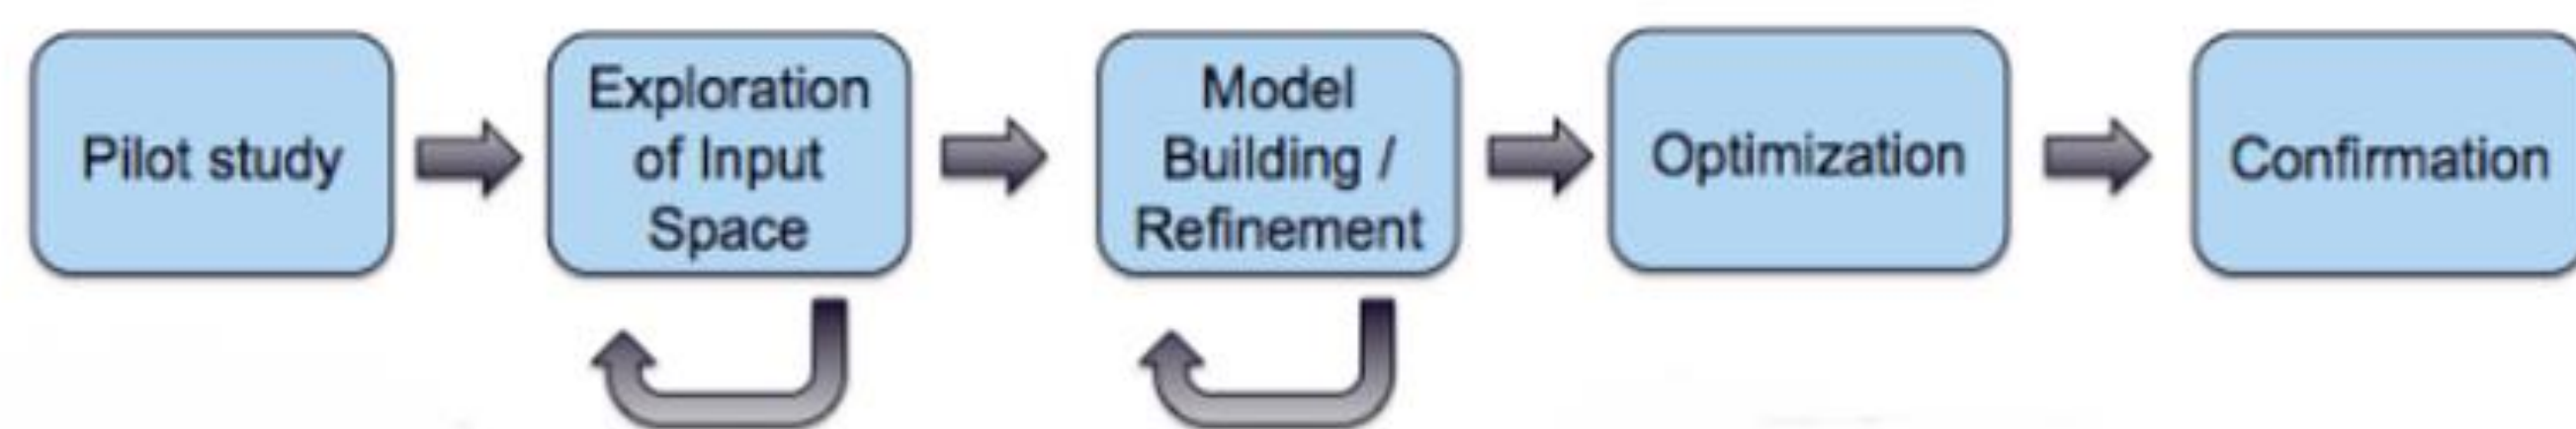 Pilot study
Exploration
of Input
Space
Model
Building /
Refinement
Optimization
Confirmation